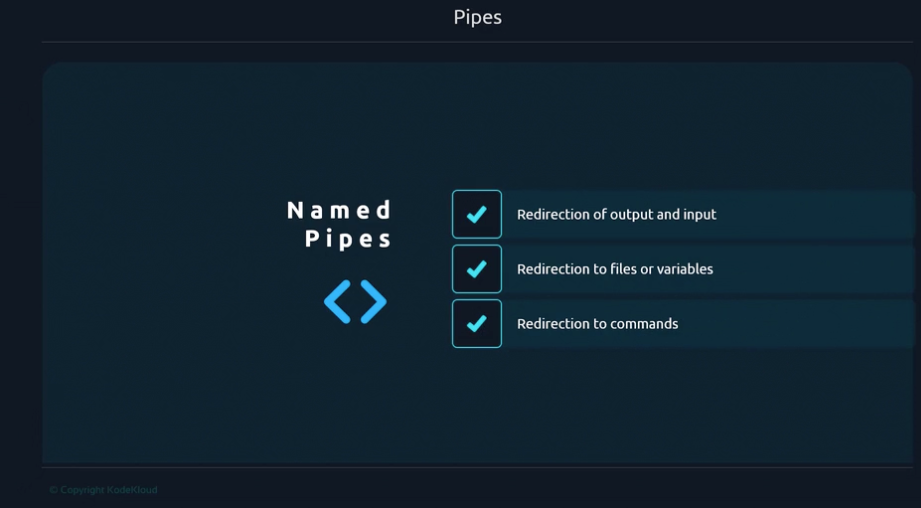 Pipes
Named
Pipes
Redirection of output and input
Redirection to files or variables
Redirection to commands
© Copyright KodeKloud